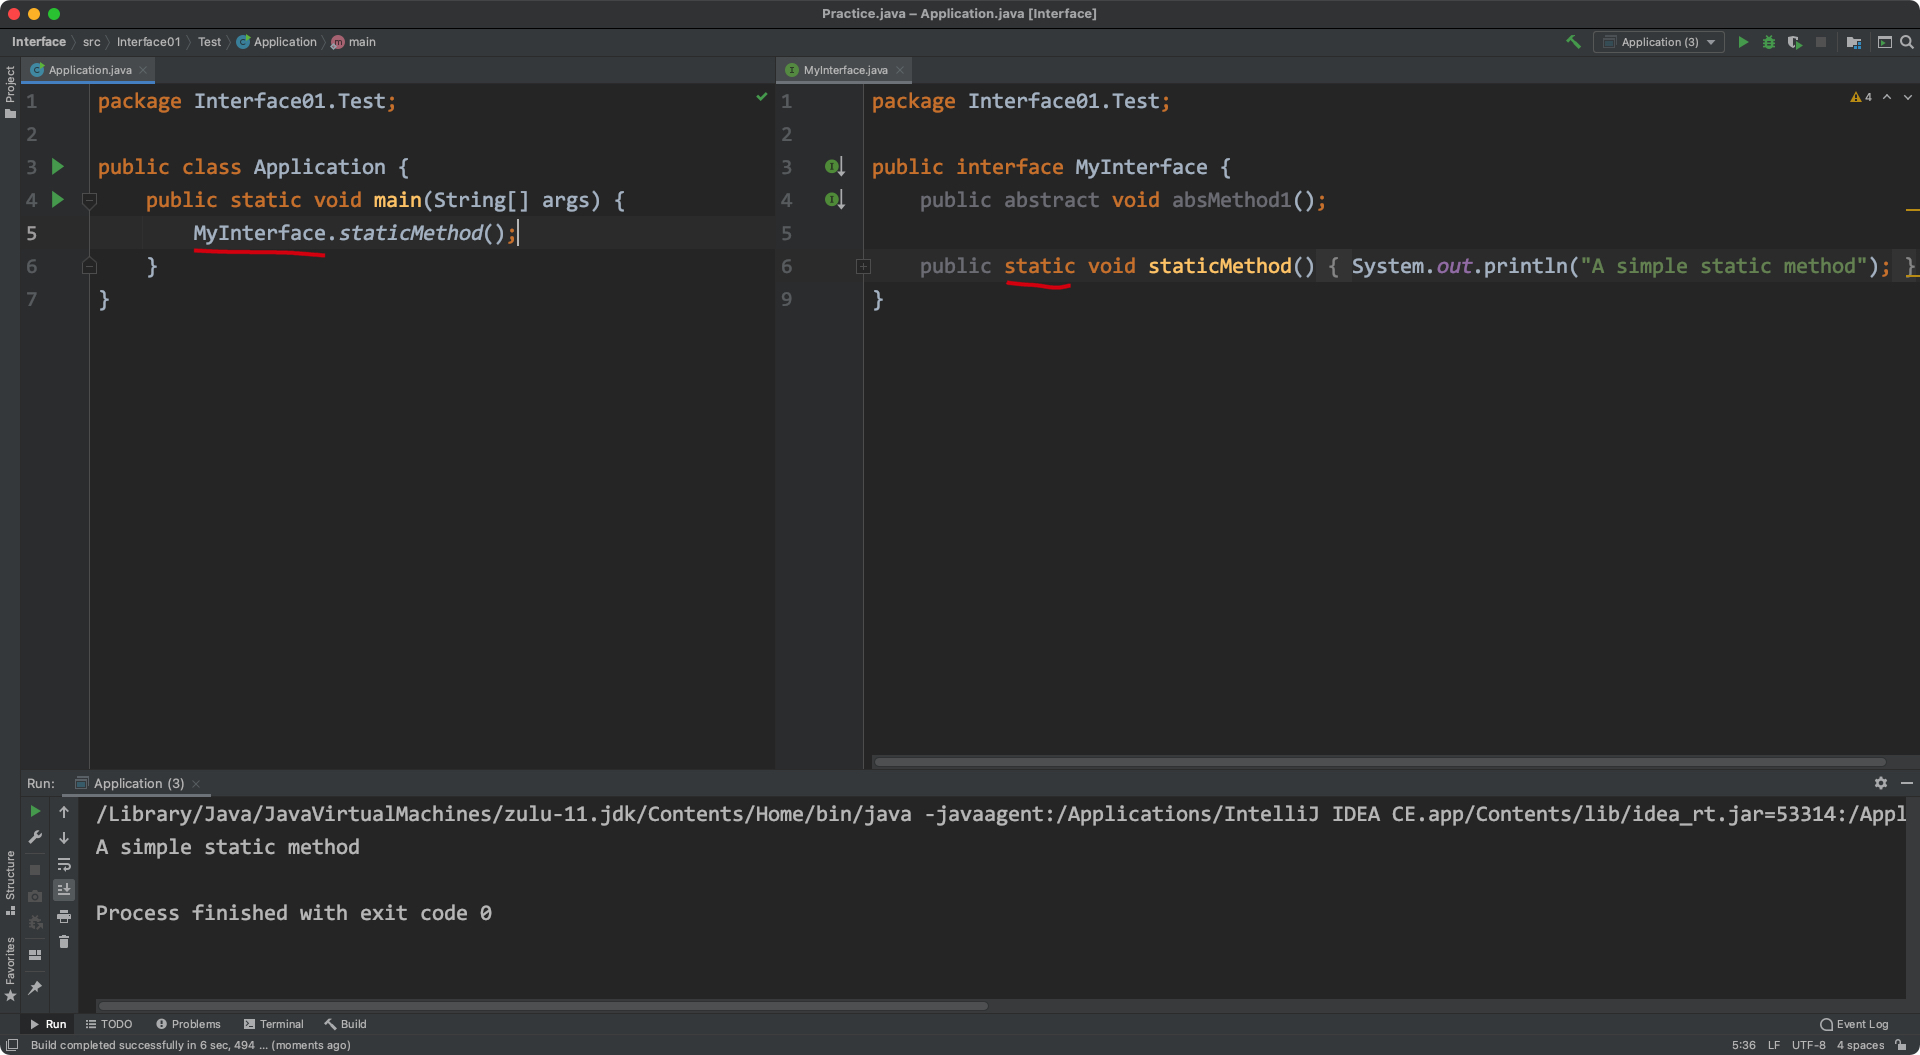 Practice.java – Application.java [Interface]
Interface src Interface01 Test Application main
Application (3)
Project
Application.java
MyInterface.java
1 package Interface01.Test;
2
3 public class Application {
4 public static void main(String[] args) {
5 MyInterface.staticMethod();
6 }
7 }
4
1 package Interface01.Test;
2
3 public interface MyInterface {
4 public abstract void absMethod1();
5
6 public static void staticMethod() { System.out.println("A simple static method"); }
9 }
Run: Application (3)
/Library/Java/JavaVirtualMachines/zulu-11.jdk/Contents/Home/bin/java -javaagent:/Applications/IntelliJ IDEA CE.app/Contents/lib/idea_rt.jar=53314:/Appl
A simple static method
Process finished with exit code 0
Structure
Favorites
Run TODO Problems Terminal Build
Event Log
Build completed successfully in 6 sec, 494 ... (moments ago)
5:36 LF UTF-8 4 spaces